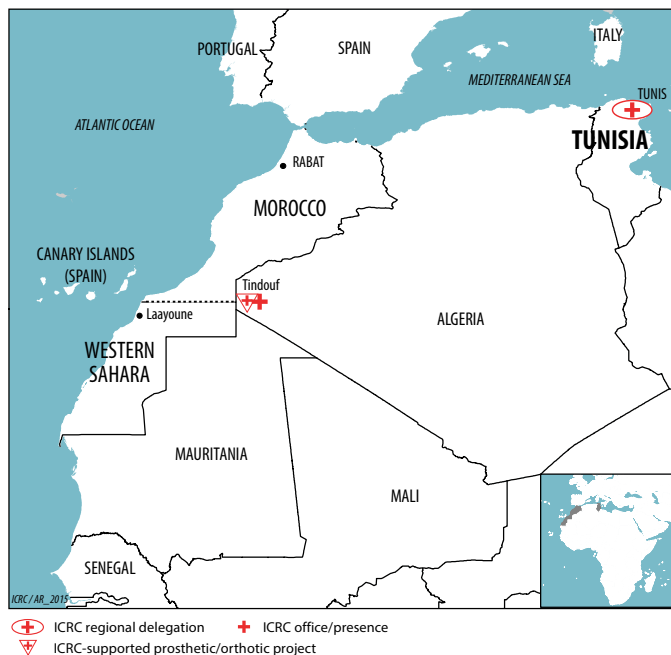 PORTUGAL
SPAIN
ITALY
MEDITERRANEAN SEA
TUNIS
ATLANTIC OCEAN
TUNISIA
RABAT
MOROCCO
CANARY ISLANDS
(SPAIN)
Tindouf
Laayoune
ALGERIA
WESTERN
SAHARA
MAURITANIA
MALI
SENEGAL
ICRC / AR_2015
ICRC regional delegation
ICRC office/presence
ICRC-supported prosthetic/orthotic project